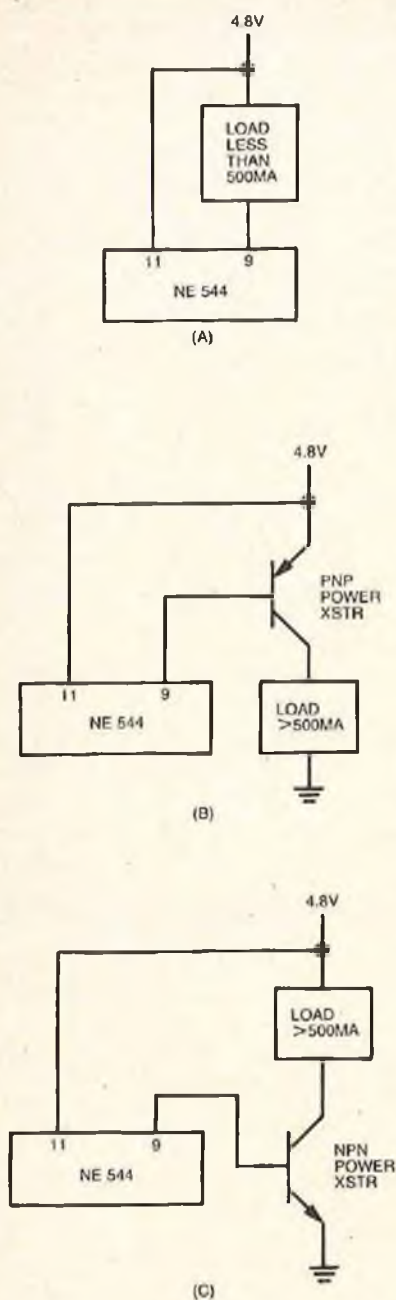 4.8V
LOAD
LESS
THAN
500MA
11 9
NE 544
(A)
4.8V
PNP
POWER
XSTR
11 9
NE 544
LOAD
>500MA
(B)
4.8V
LOAD
>500MA
11 9
NE 544
NPN
POWER
XSTR
(C)